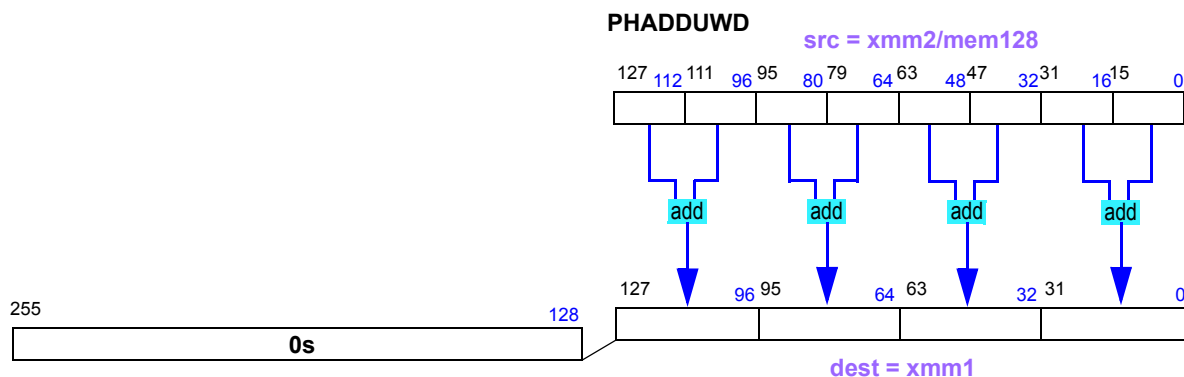 PHADDUWD
src = xmm2/mem128
127 112 111 96 95 80 79 64 63 48 47 32 31 16 15 0
add add add add
127 96 95 64 63 32 31 0
255 128
0s
dest = xmm1